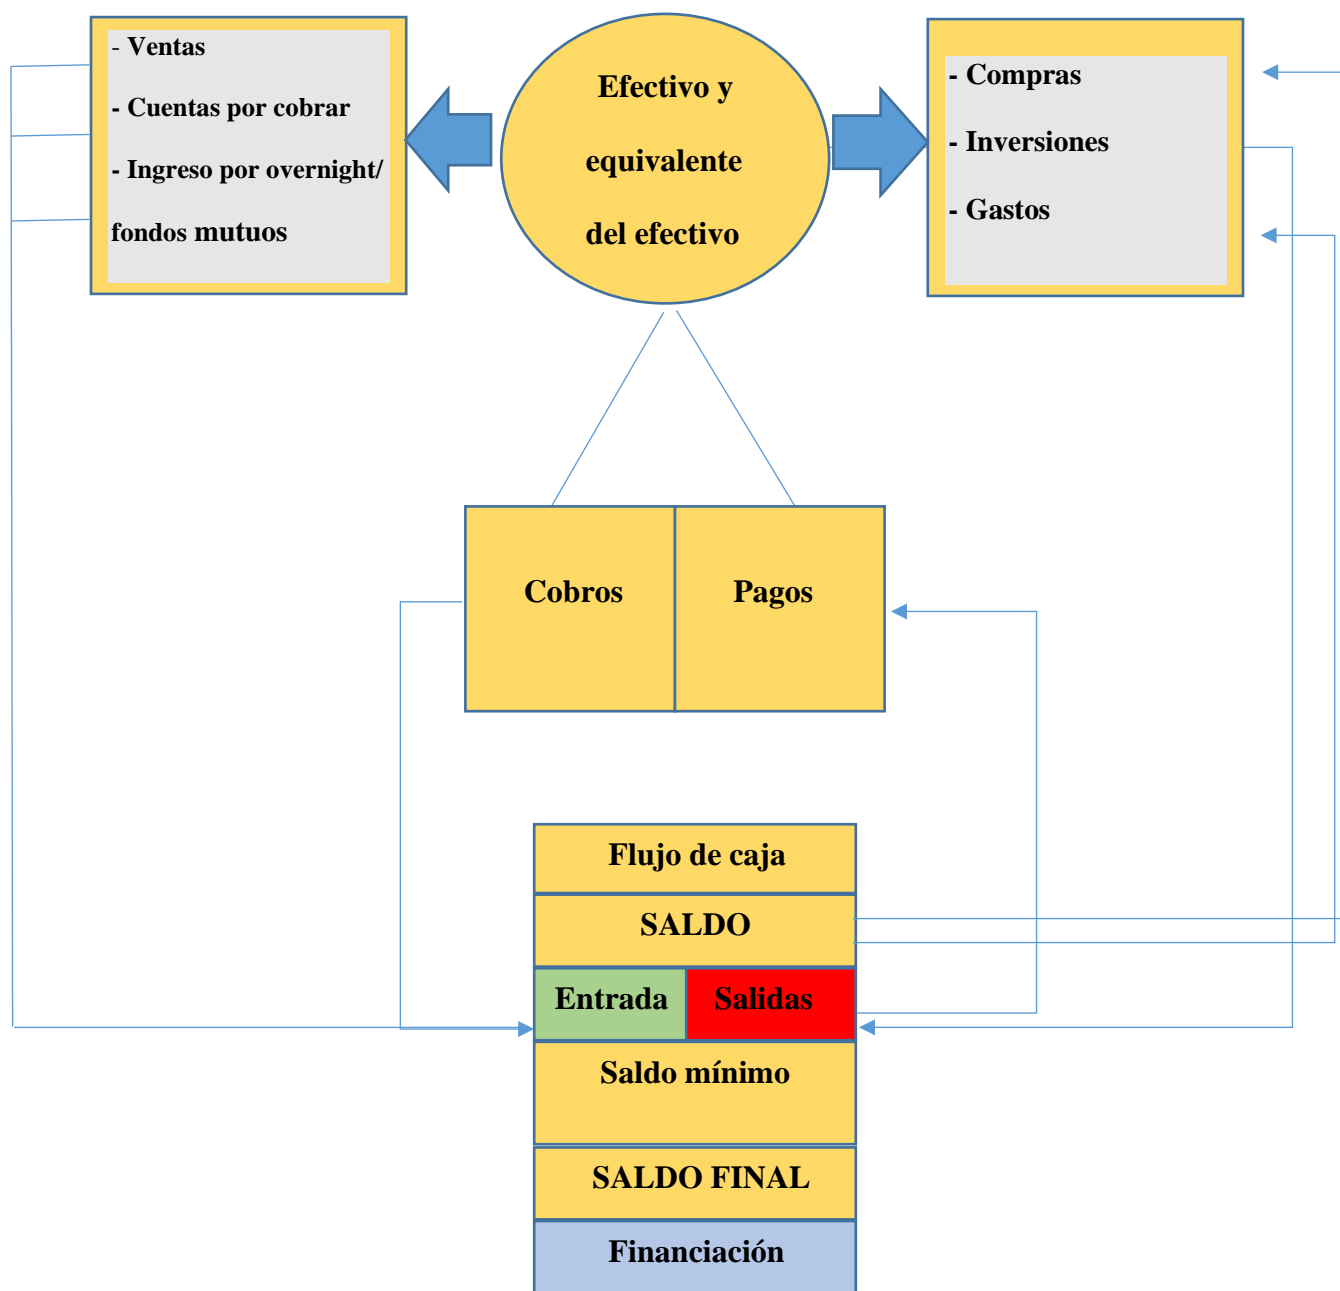 - Ventas
- Cuentas por cobrar
- Ingreso por overnight/
fondos mutuos
Efectivo y
equivalente
del efectivo
- Compras
- Inversiones
- Gastos
Cobros
Pagos
Flujo de caja
SALDO
Entrada
Salidas
Saldo mínimo
SALDO FINAL
Financiación